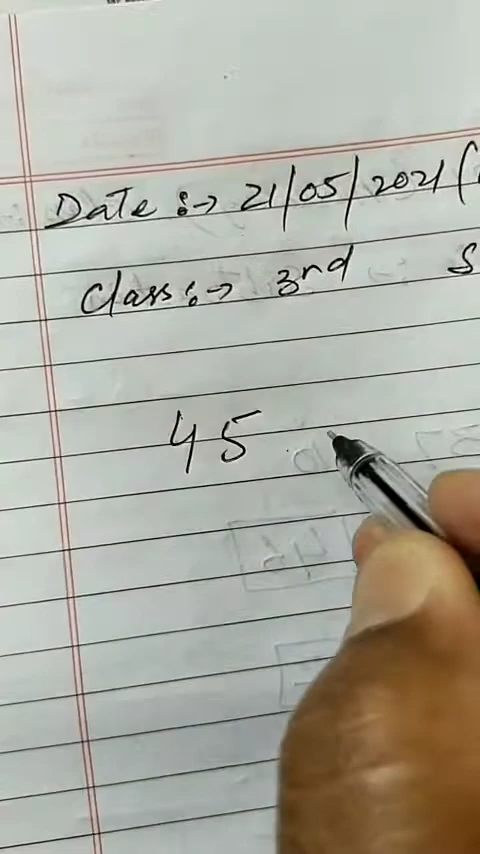 Date :→ 21/05/2021 (
Class :→ 3rd S
45